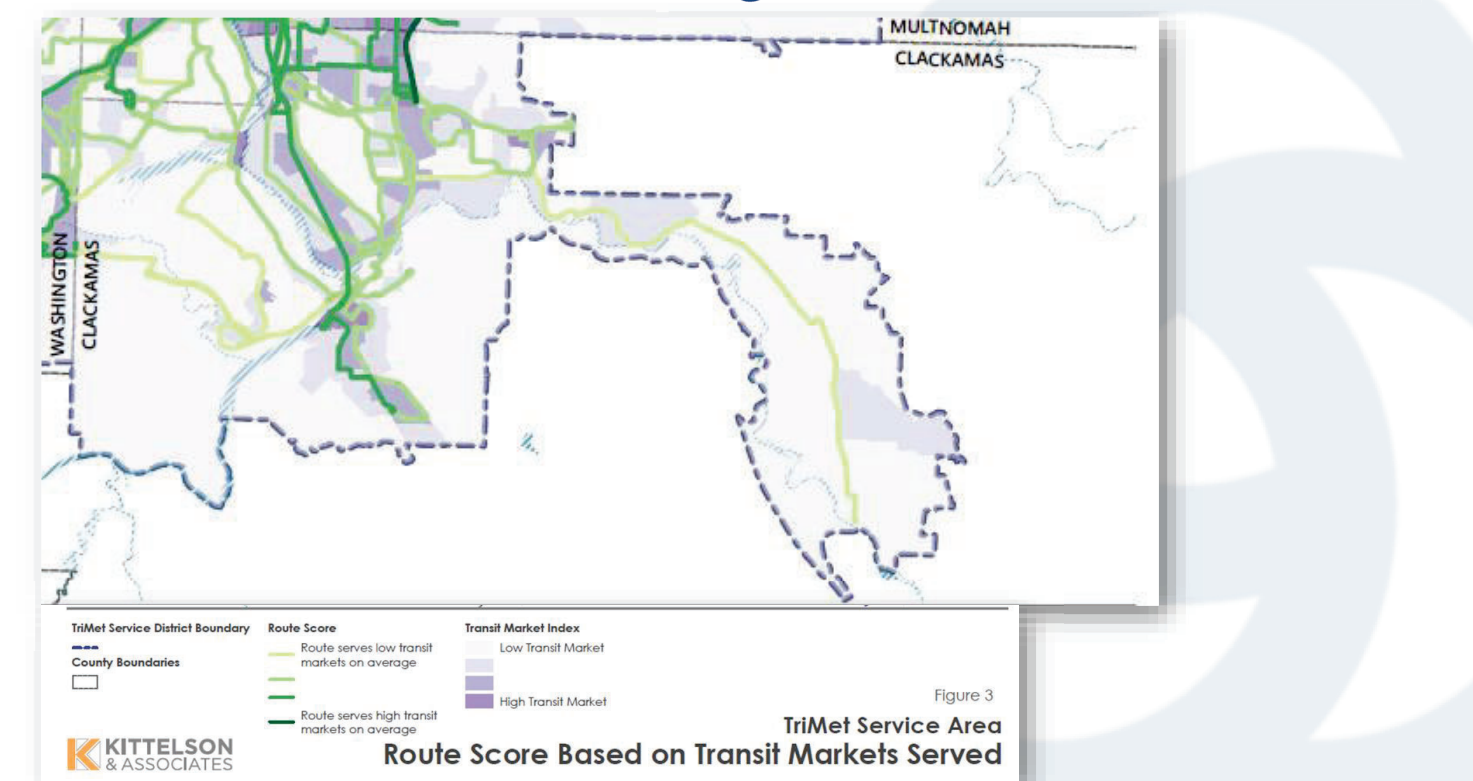 MULTNOMAH
CLACKAMAS
WASHINGTON
CLACKAMAS
TriMet Service District Boundary
County Boundaries
Route Score
Route serves low transit
markets on average
Route serves high transit
markets on average
Transit Market Index
Low Transit Market
High Transit Market
Figure 3
TriMet Service Area
Route Score Based on Transit Markets Served
KITTELSON
& ASSOCIATES